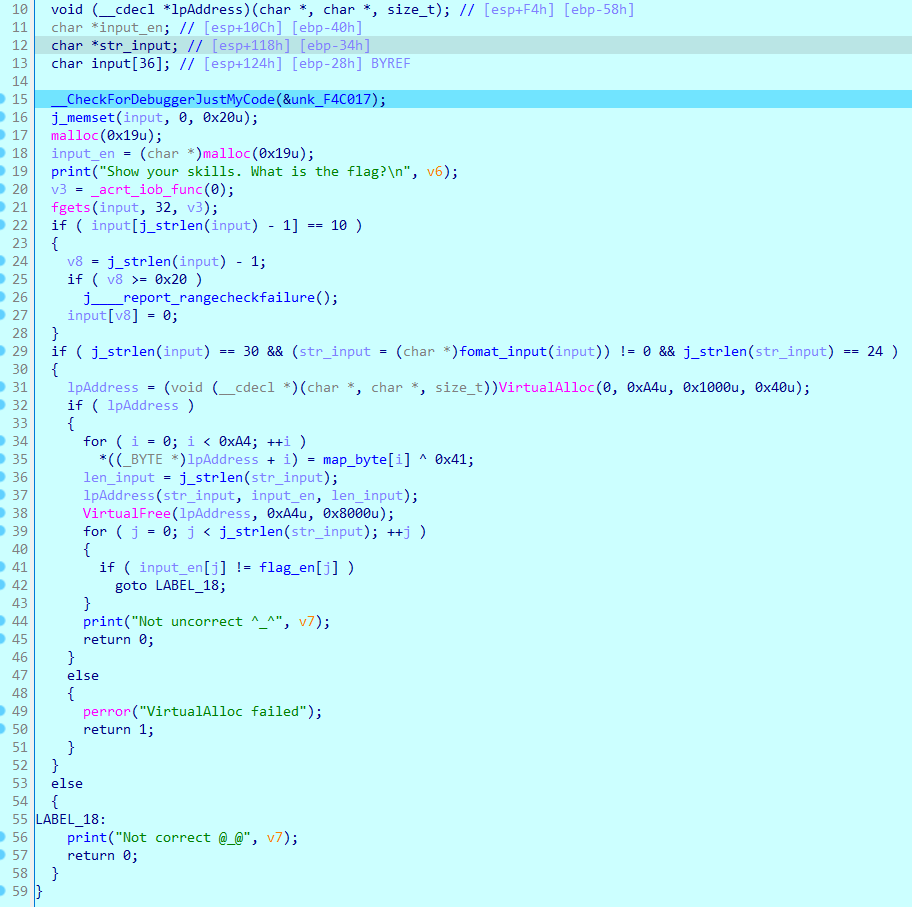 10 void (__cdecl *lpAddress)(char *, char *, size_t); // [esp+F4h] [ebp-58h]
11 char *input_en; // [esp+10Ch] [ebp-40h]
12 char *str_input; // [esp+118h] [ebp-34h]
13 char input[36]; // [esp+124h] [ebp-28h] BYREF
14
15 __CheckForDebuggerJustMyCode(&unk_F4C017);
16 j_memset(input, 0, 0x20u);
17 malloc(0x19u);
18 input_en = (char *)malloc(0x19u);
19 print("Show your skills. What is the flag?\n", v6);
20 v3 = _acrt_iob_func(0);
21 fgets(input, 32, v3);
22 if ( input[j_strlen(input) - 1] == 10 )
23 {
24 v8 = j_strlen(input) - 1;
25 if ( v8 >= 0x20 )
26 j____report_rangecheckfailure();
27 input[v8] = 0;
28 }
29 if ( j_strlen(input) == 30 && (str_input = (char *)fomat_input(input)) != 0 && j_strlen(str_input) == 24 )
30 {
31 lpAddress = (void (__cdecl *)(char *, char *, size_t))VirtualAlloc(0, 0xA4u, 0x1000u, 0x40u);
32 if ( lpAddress )
33 {
34 for ( i = 0; i < 0xA4; ++i )
35 *((_BYTE *)lpAddress + i) = map_byte[i] ^ 0x41;
36 len_input = j_strlen(str_input);
37 lpAddress(str_input, input_en, len_input);
38 VirtualFree(lpAddress, 0xA4u, 0x8000u);
39 for ( j = 0; j < j_strlen(str_input); ++j )
40 {
41 if ( input_en[j] != flag_en[j] )
42 goto LABEL_18;
43 }
44 print("Not uncorrect ^_^", v7);
45 return 0;
46 }
47 else
48 {
49 perror("VirtualAlloc failed");
50 return 1;
51 }
52 }
53 else
54 {
55 LABEL_18:
56 print("Not correct @_@", v7);
57 return 0;
58 }
59 }